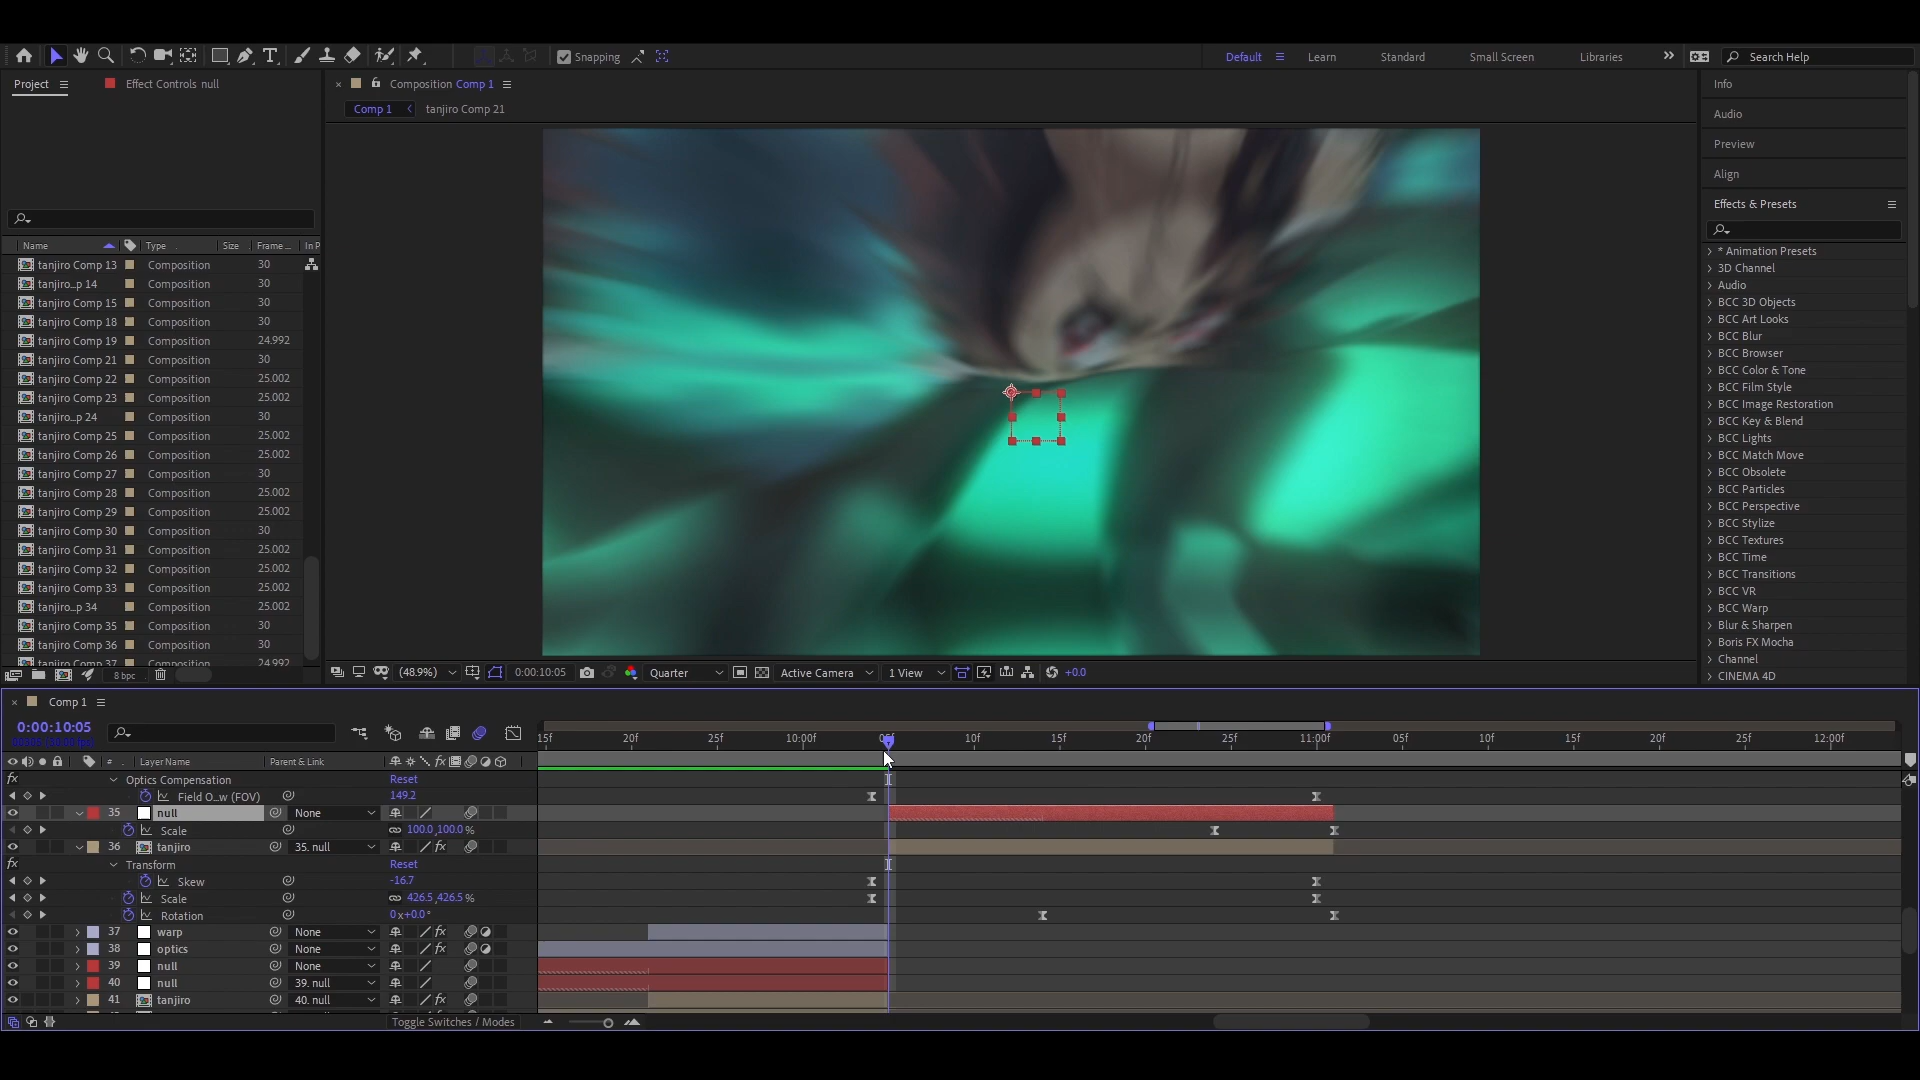 Snapping
Default
Learn
Standard
Small Screen
Libraries
Search Help
Project
Effect Controls null
Composition Comp 1
Comp 1
tanjiro Comp 21
Info
Audio
Preview
Align
Effects & Presets
Name Type Size Frame... In P
tanjiro Comp 13 Composition 30
tanjiro...p 14 Composition 30
tanjiro Comp 15 Composition 30
tanjiro Comp 18 Composition 30
tanjiro Comp 19 Composition 24.992
tanjiro Comp 21 Composition 30
tanjiro Comp 22 Composition 25.002
tanjiro Comp 23 Composition 25.002
tanjiro...p 24 Composition 30
tanjiro Comp 25 Composition 25.002
tanjiro Comp 26 Composition 25.002
tanjiro Comp 27 Composition 30
tanjiro Comp 28 Composition 25.002
tanjiro Comp 29 Composition 25.002
tanjiro Comp 30 Composition 30
tanjiro Comp 31 Composition 25.002
tanjiro Comp 32 Composition 25.002
tanjiro Comp 33 Composition 25.002
tanjiro...p 34 Composition 25.002
tanjiro Comp 35 Composition 30
tanjiro Comp 36 Composition 30
tanjiro Comp 37 Composition 24.992
8 bpc
* Animation Presets
3D Channel
Audio
BCC 3D Objects
BCC Art Looks
BCC Blur
BCC Browser
BCC Color & Tone
BCC Film Style
BCC Image Restoration
BCC Key & Blend
BCC Lights
BCC Match Move
BCC Obsolete
BCC Particles
BCC Perspective
BCC Stylize
BCC Textures
BCC Time
BCC Transitions
BCC VR
BCC Warp
Blur & Sharpen
Boris FX Mocha
Channel
CINEMA 4D
(48.9%) 0:00:10:05 Quarter Active Camera 1 View +0.0
Comp 1
0:00:10:05
15f 20f 25f 10:00f 05f 10f 15f 20f 25f 11:00f 05f 10f 15f 20f 25f 12:00f
# Layer Name Parent & Link
fx Optics Compensation Reset
Field O...w (FOV) 149.2
35 null None
Scale 100.0,100.0%
36 tanjiro 35. null fx
fx Transform Reset
Skew -16.7
Scale 426.5,426.5%
Rotation 0x+0.0°
37 warp None fx
38 optics None fx
39 null None
40 null 39. null
41 tanjiro 40. null fx
Toggle Switches / Modes